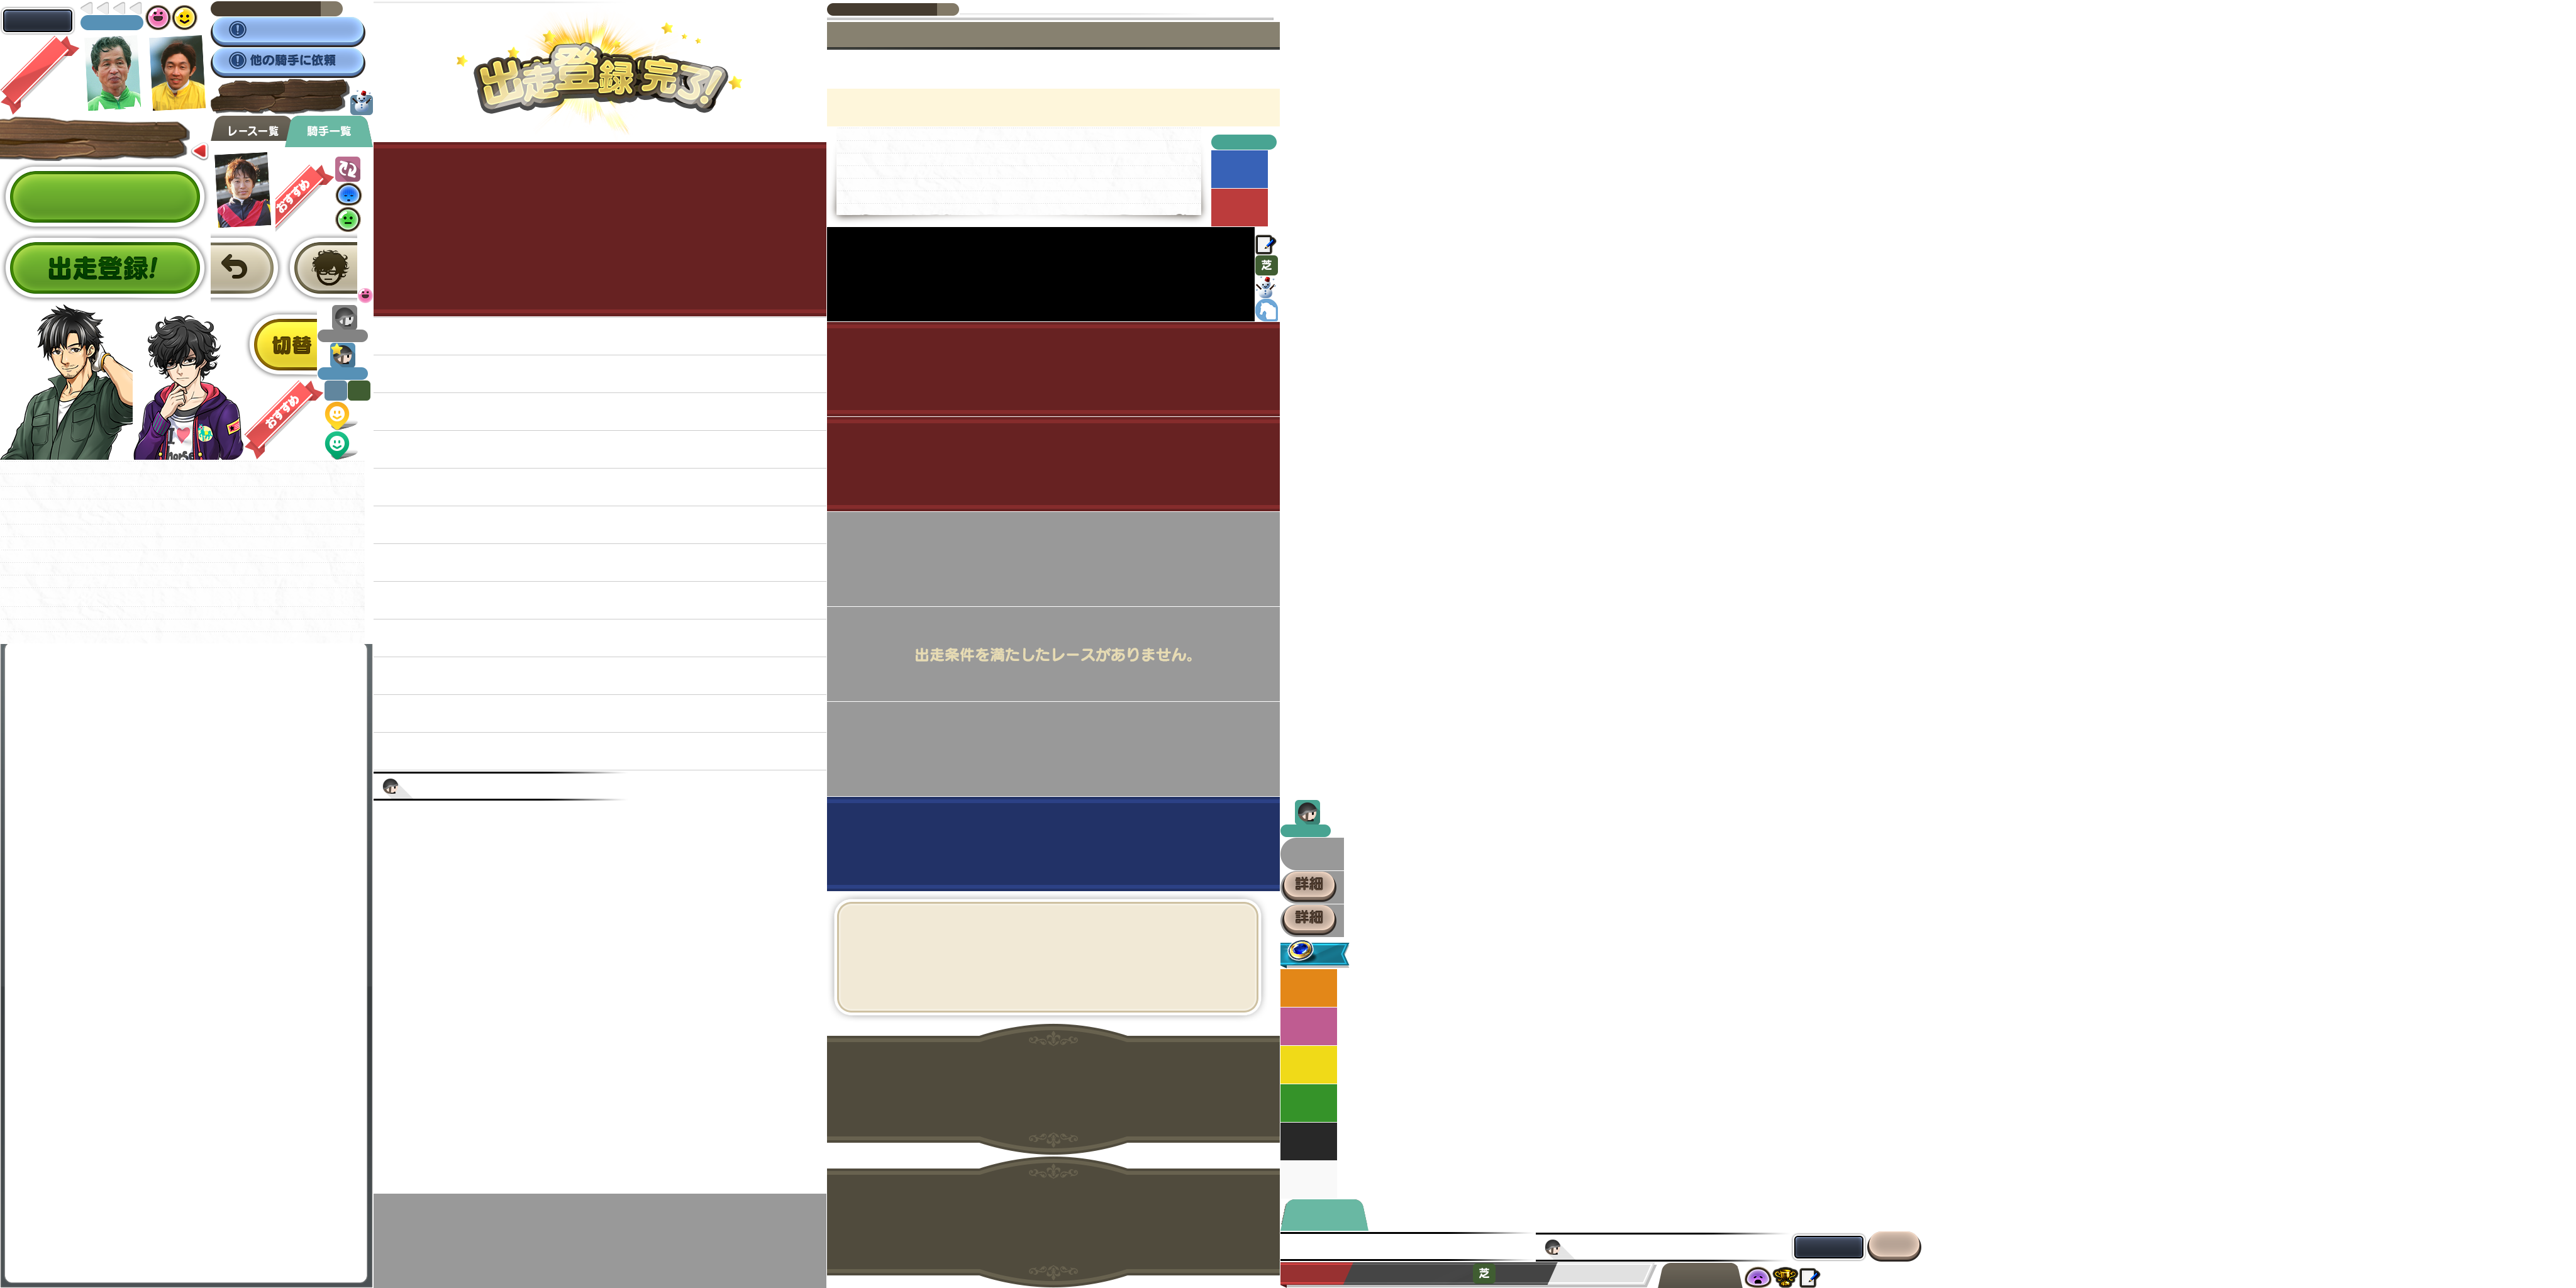 他の騎手に依頼
レース一覧
騎手一覧
おすすめ
出走登録!
切替
おすすめ
I
Horse
出走登録完了!
芝
出走条件を満たしたレースがありません。
詳細
詳細
芝